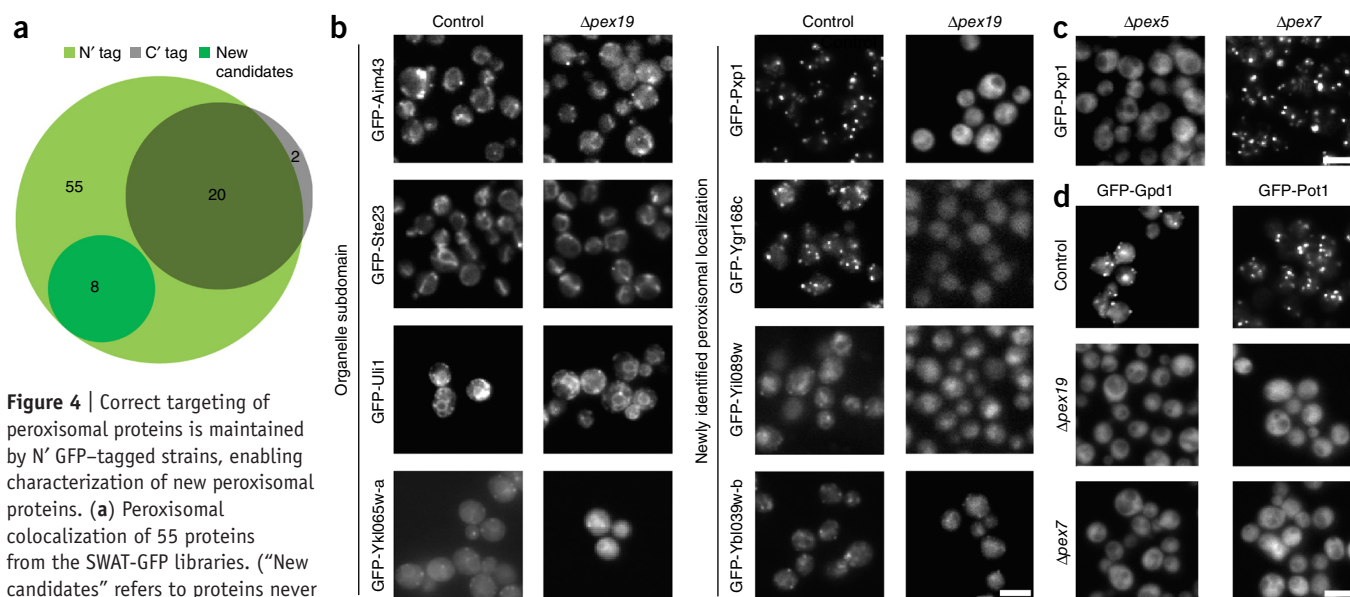 a
N′ tag C′ tag New
candidates
55
20
2
8
Figure 4 | Correct targeting of
peroxisomal proteins is maintained
by N′ GFP–tagged strains, enabling
characterization of new peroxisomal
proteins. (a) Peroxisomal
colocalization of 55 proteins
from the SWAT-GFP libraries. (“New
candidates” refers to proteins never
b
Control Δpex19
Organelle subdomain
GFP-Aim43
GFP-Ste23
GFP-Uli1
GFP-Ykl065w-a
Control Δpex19
Newly identified peroxisomal localization
GFP-Pxp1
GFP-Ygr168c
GFP-Yil089w
GFP-Ybl039w-b
c
Δpex5 Δpex7
GFP-Pxp1
d
GFP-Gpd1 GFP-Pot1
Control
Δpex19
Δpex7